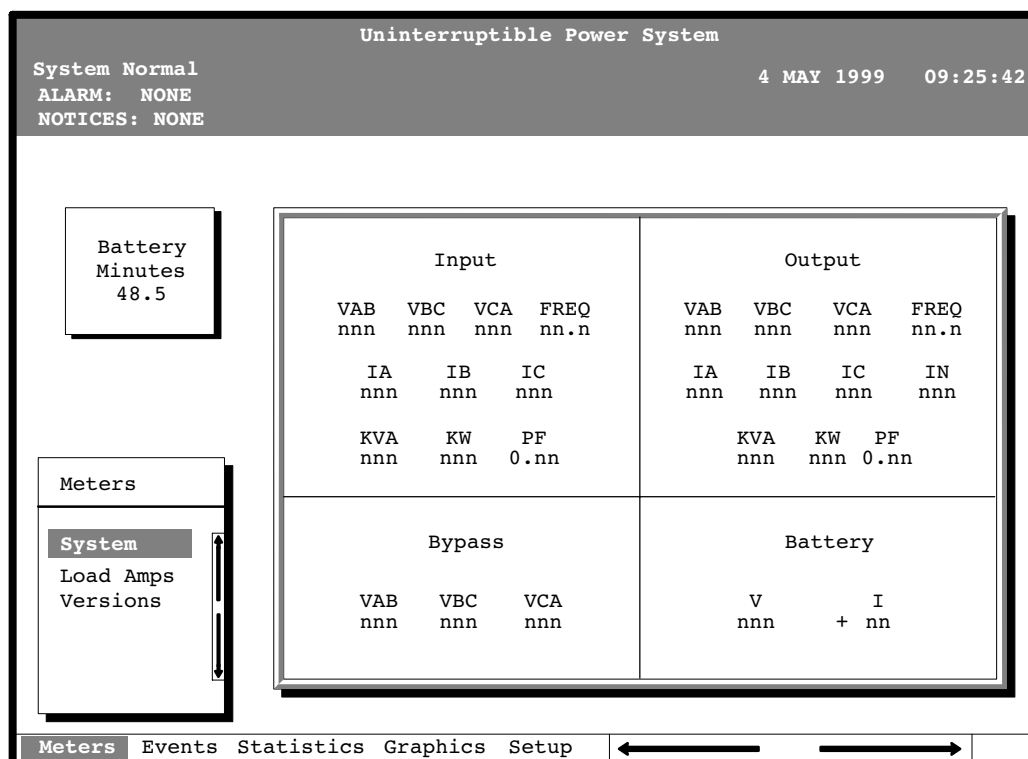 Uninterruptible Power System
System Normal
4 MAY 1999 09:25:42
ALARM: NONE
NOTICES: NONE
Battery
Minutes
48.5
Input
VAB VBC VCA FREQ
nnn nnn nnn nn.n
IA IB IC
nnn nnn nnn
KVA KW PF
nnn nnn 0.nn
Output
VAB VBC VCA FREQ
nnn nnn nnn nn.n
IA IB IC IN
nnn nnn nnn nnn
KVA KW PF
nnn nnn 0.nn
Meters
System
Load Amps
Versions
Bypass
VAB VBC VCA
nnn nnn nnn
Battery
V I
nnn + nn
Meters Events Statistics Graphics Setup